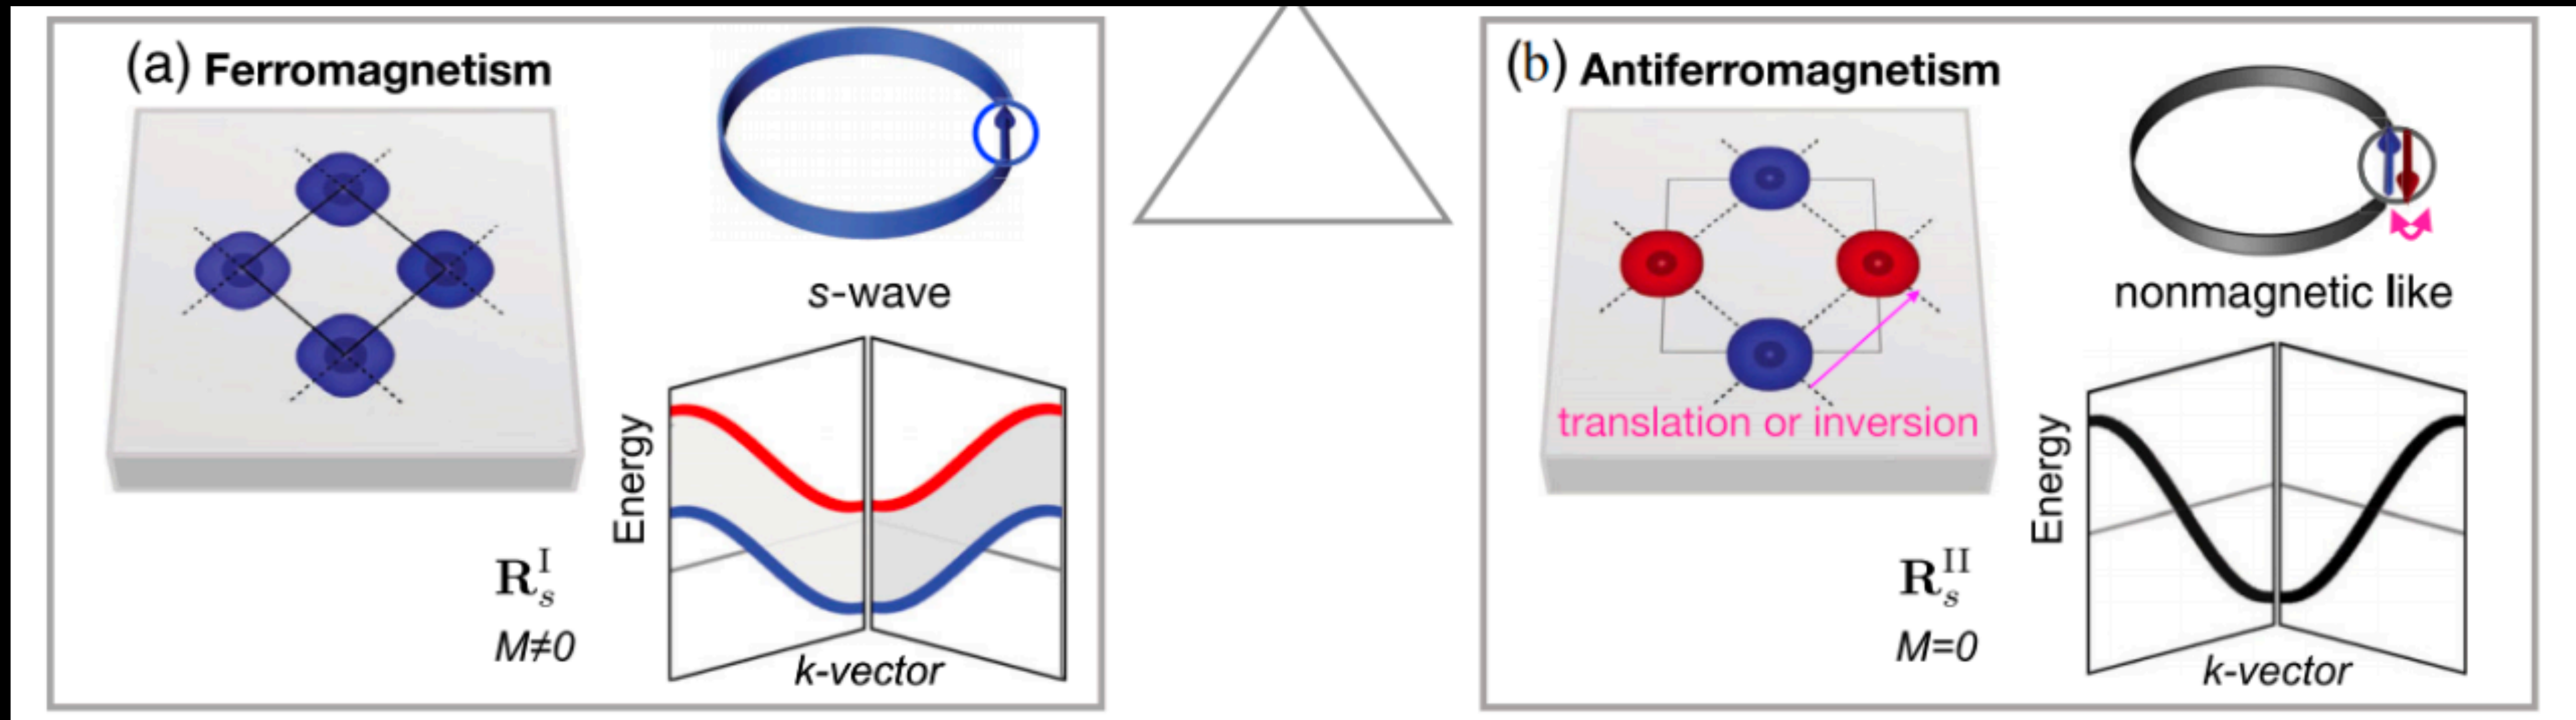 (a) Ferromagnetism
s-wave
Energy
R_s^I
M≠0
k-vector
(b) Antiferromagnetism
translation or inversion
nonmagnetic like
Energy
R_s^II
M=0
k-vector